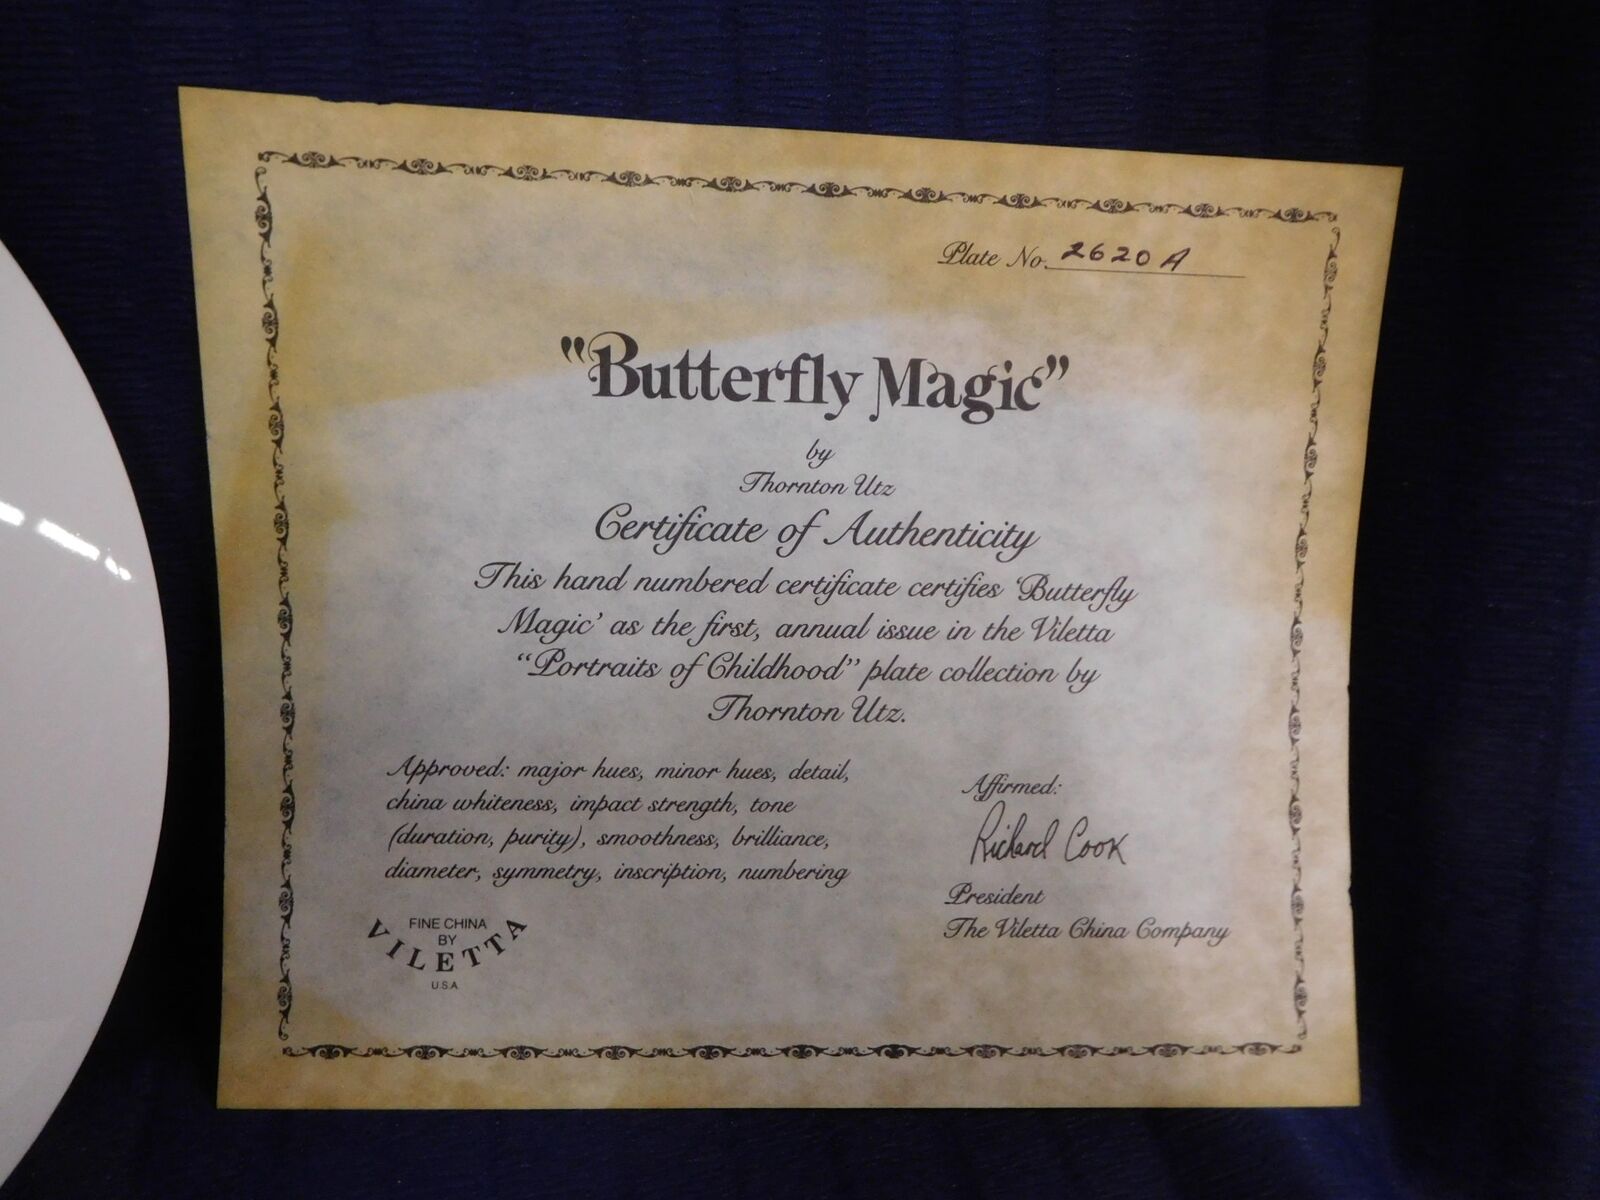 Plate No. 2620 A
"Butterfly Magic"
by
Thornton Utz
Certificate of Authenticity
This hand numbered certificate certifies 'Butterfly
Magic' as the first, annual issue in the Viletta
"Portraits of Childhood" plate collection by
Thornton Utz.
Approved: major hues, minor hues, detail,
china whiteness, impact strength, tone
(duration, purity), smoothness, brilliance,
diameter, symmetry, inscription, numbering
Affirmed:
Richard Cook
President
The Viletta China Company
FINE CHINA
BY
VILETTA
U.S.A